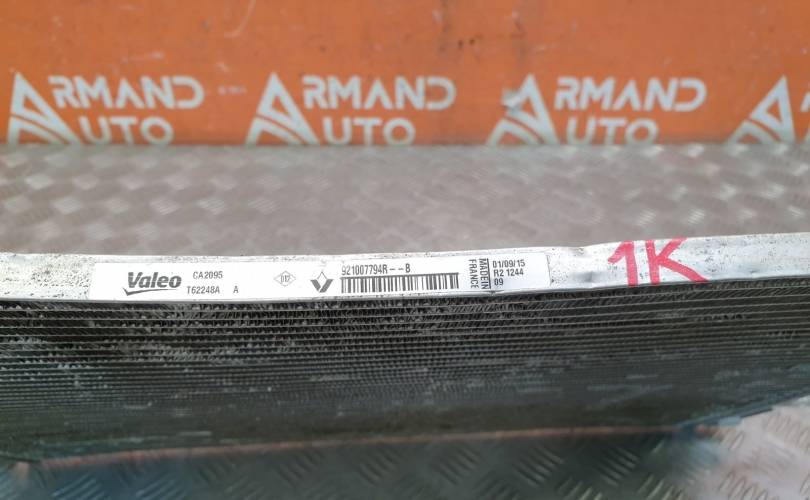 ARMAND AUTO
ARMAND AUTO
ARMAND AUTO
Valeo
CA2095
T62248A A
921007794R--B
MADE IN
FRANCE
01/09/15
R2 1244
09
1K